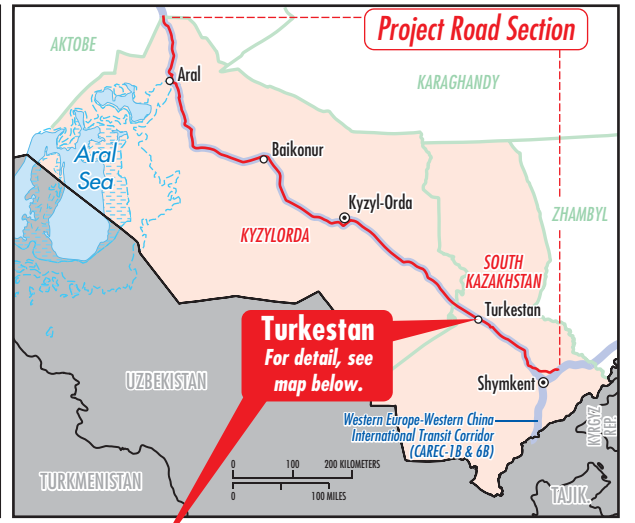 Project Road Section
AKTOBE
KARAGHANDY
Aral
Aral
Sea
Baikonur
Kyzyl-Orda
ZHAMBYL
KYZYLORDA
SOUTH
KAZAKHSTAN
Turkestan
Turkestan
For detail, see
map below.
UZBEKISTAN
Shymkent
Western Europe-Western China
International Transit Corridor
(CAREC-1B & 6B)
KYRGYZ
REP.
0 100 200 KILOMETERS
0 100 MILES
TURKMENISTAN
TAJIK.